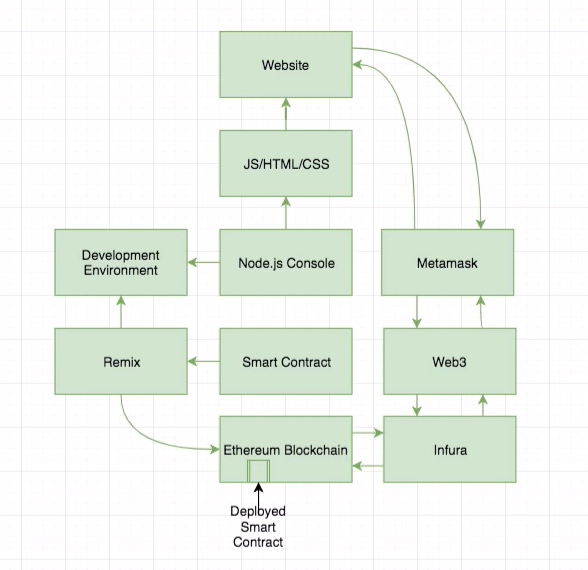 Website
JS/HTML/CSS
Development
Environment
Node.js Console
Metamask
Remix
Smart Contract
Web3
Ethereum Blockchain
Infura
Deployed
Smart
Contract